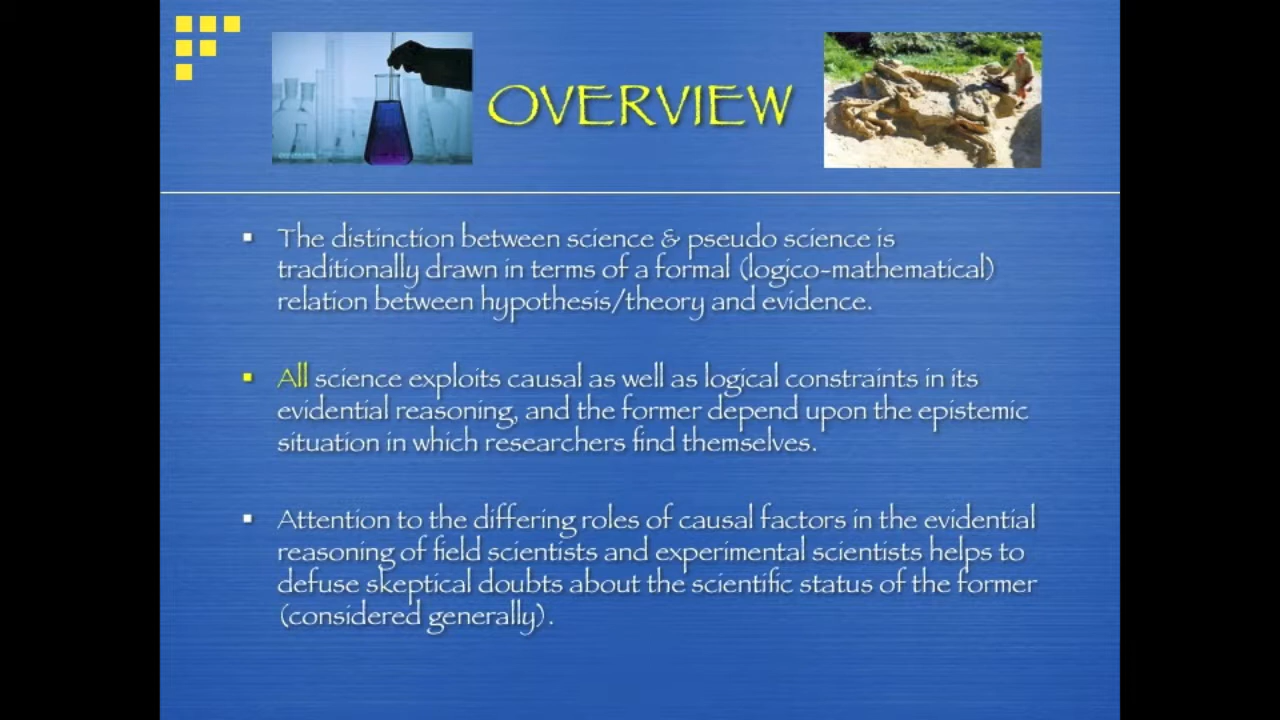 OVERVIEW
▪ The distinction between science & pseudo science is
traditionally drawn in terms of a formal (logico-mathematical)
relation between hypothesis/theory and evidence.
▪ All science exploits causal as well as logical constraints in its
evidential reasoning, and the former depend upon the epistemic
situation in which researchers find themselves.
▪ Attention to the differing roles of causal factors in the evidential
reasoning of field scientists and experimental scientists helps to
defuse skeptical doubts about the scientific status of the former
(considered generally).